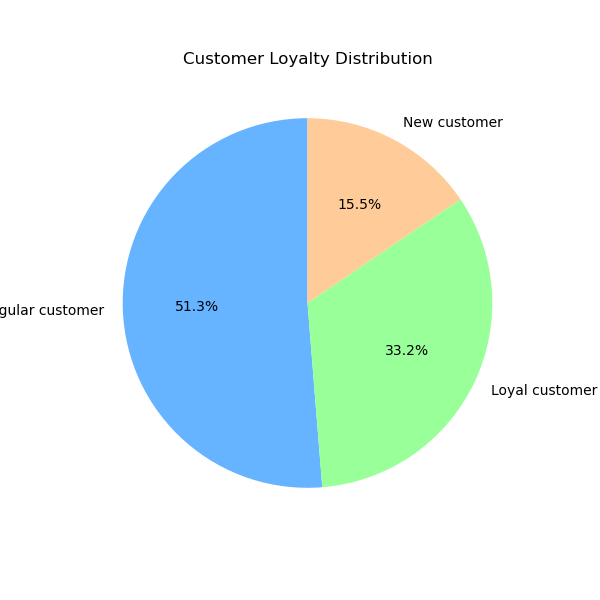 Customer Loyalty Distribution
New customer
15.5%
51.3%
gular customer
33.2%
Loyal customer